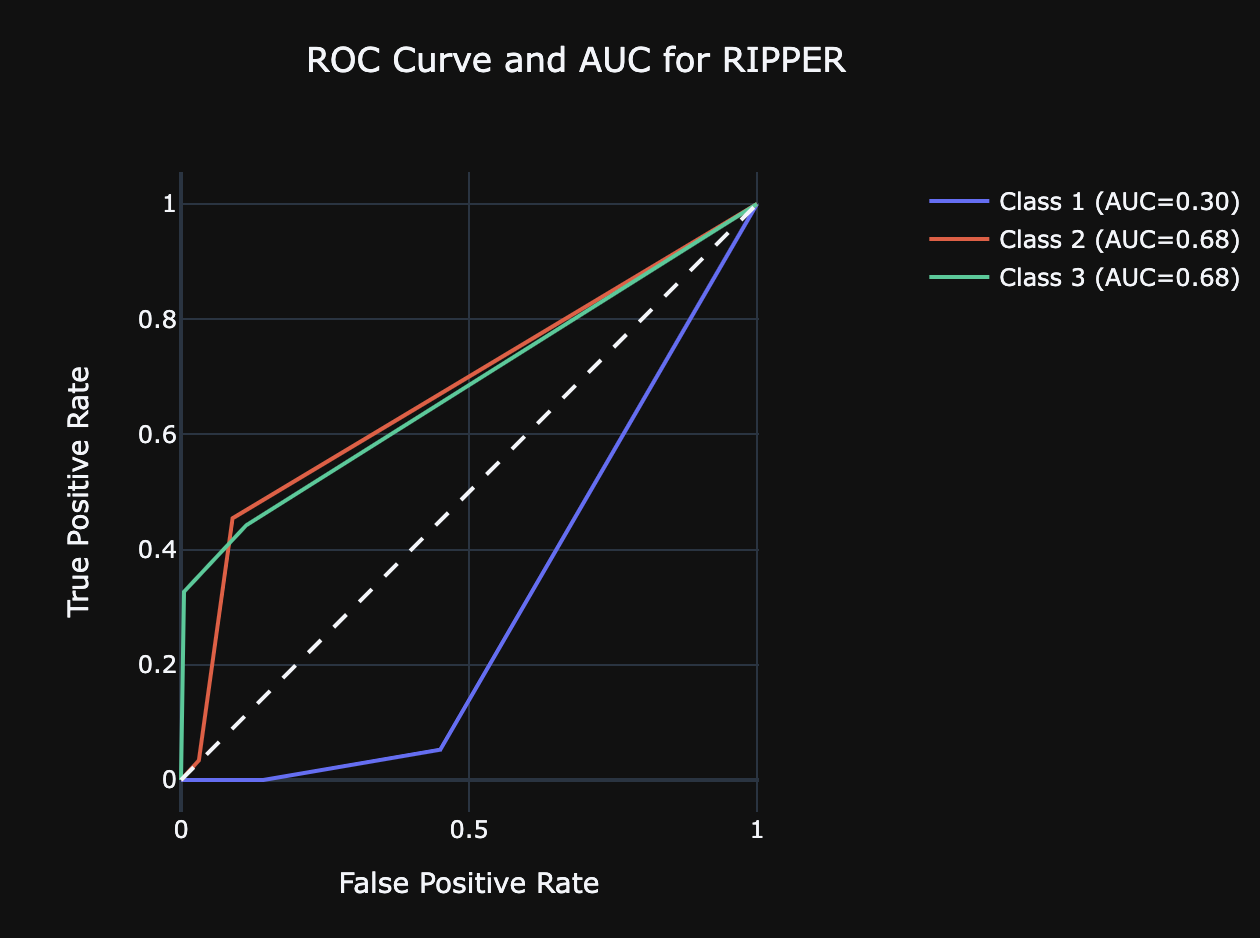 ROC Curve and AUC for RIPPER
Class 1 (AUC=0.30)
Class 2 (AUC=0.68)
Class 3 (AUC=0.68)
True Positive Rate
1
0.8
0.6
0.4
0.2
0
0 0.5 1
False Positive Rate